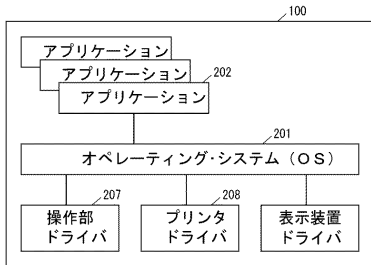 100
アプリケーション
アプリケーション
アプリケーション
202
201
オペレーティング・システム(OS)
207
208
操作部
ドライバ
プリンタ
ドライバ
表示装置
ドライバ